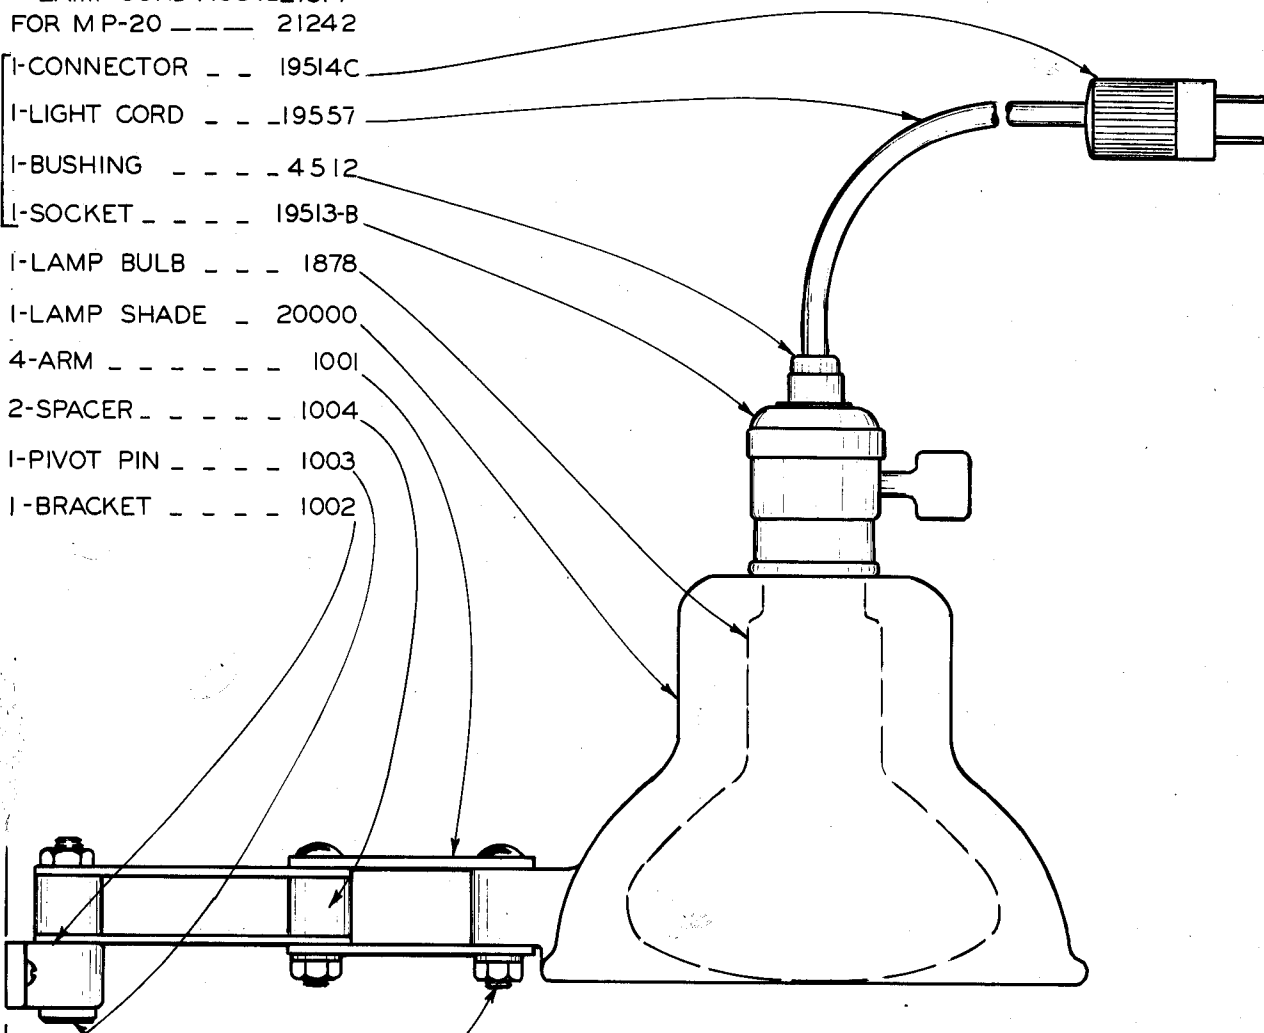 FOR MP-20 ---- 21242
1-CONNECTOR -- 19514C
1-LIGHT CORD --- 19557
1-BUSHING ---- 4512
1-SOCKET ---- 19513-B
1-LAMP BULB --- 1878
1-LAMP SHADE - 20000
4-ARM ------ 1001
2-SPACER ----- 1004
1-PIVOT PIN ---- 1003
1-BRACKET ---- 1002